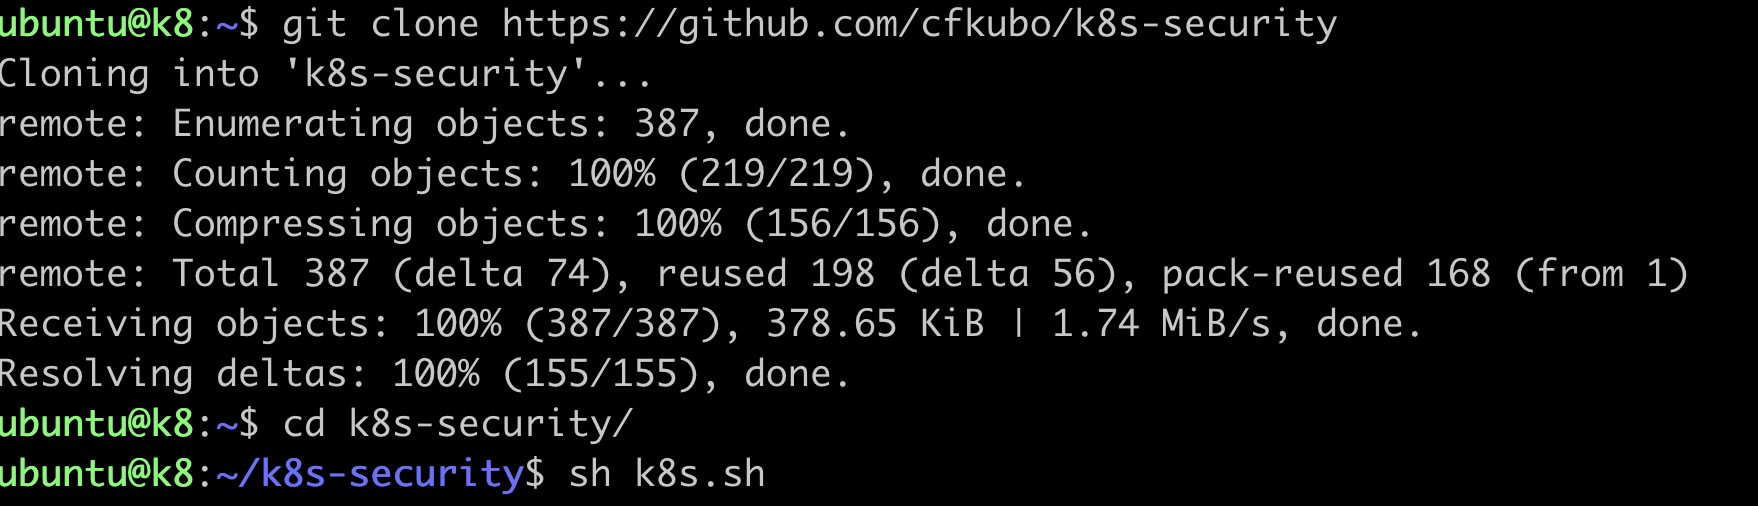 ubuntu@k8:~$ git clone https://github.com/cfkubo/k8s-security
Cloning into 'k8s-security'...
remote: Enumerating objects: 387, done.
remote: Counting objects: 100% (219/219), done.
remote: Compressing objects: 100% (156/156), done.
remote: Total 387 (delta 74), reused 198 (delta 56), pack-reused 168 (from 1)
Receiving objects: 100% (387/387), 378.65 KiB | 1.74 MiB/s, done.
Resolving deltas: 100% (155/155), done.
ubuntu@k8:~$ cd k8s-security/
ubuntu@k8:~/k8s-security$ sh k8s.sh